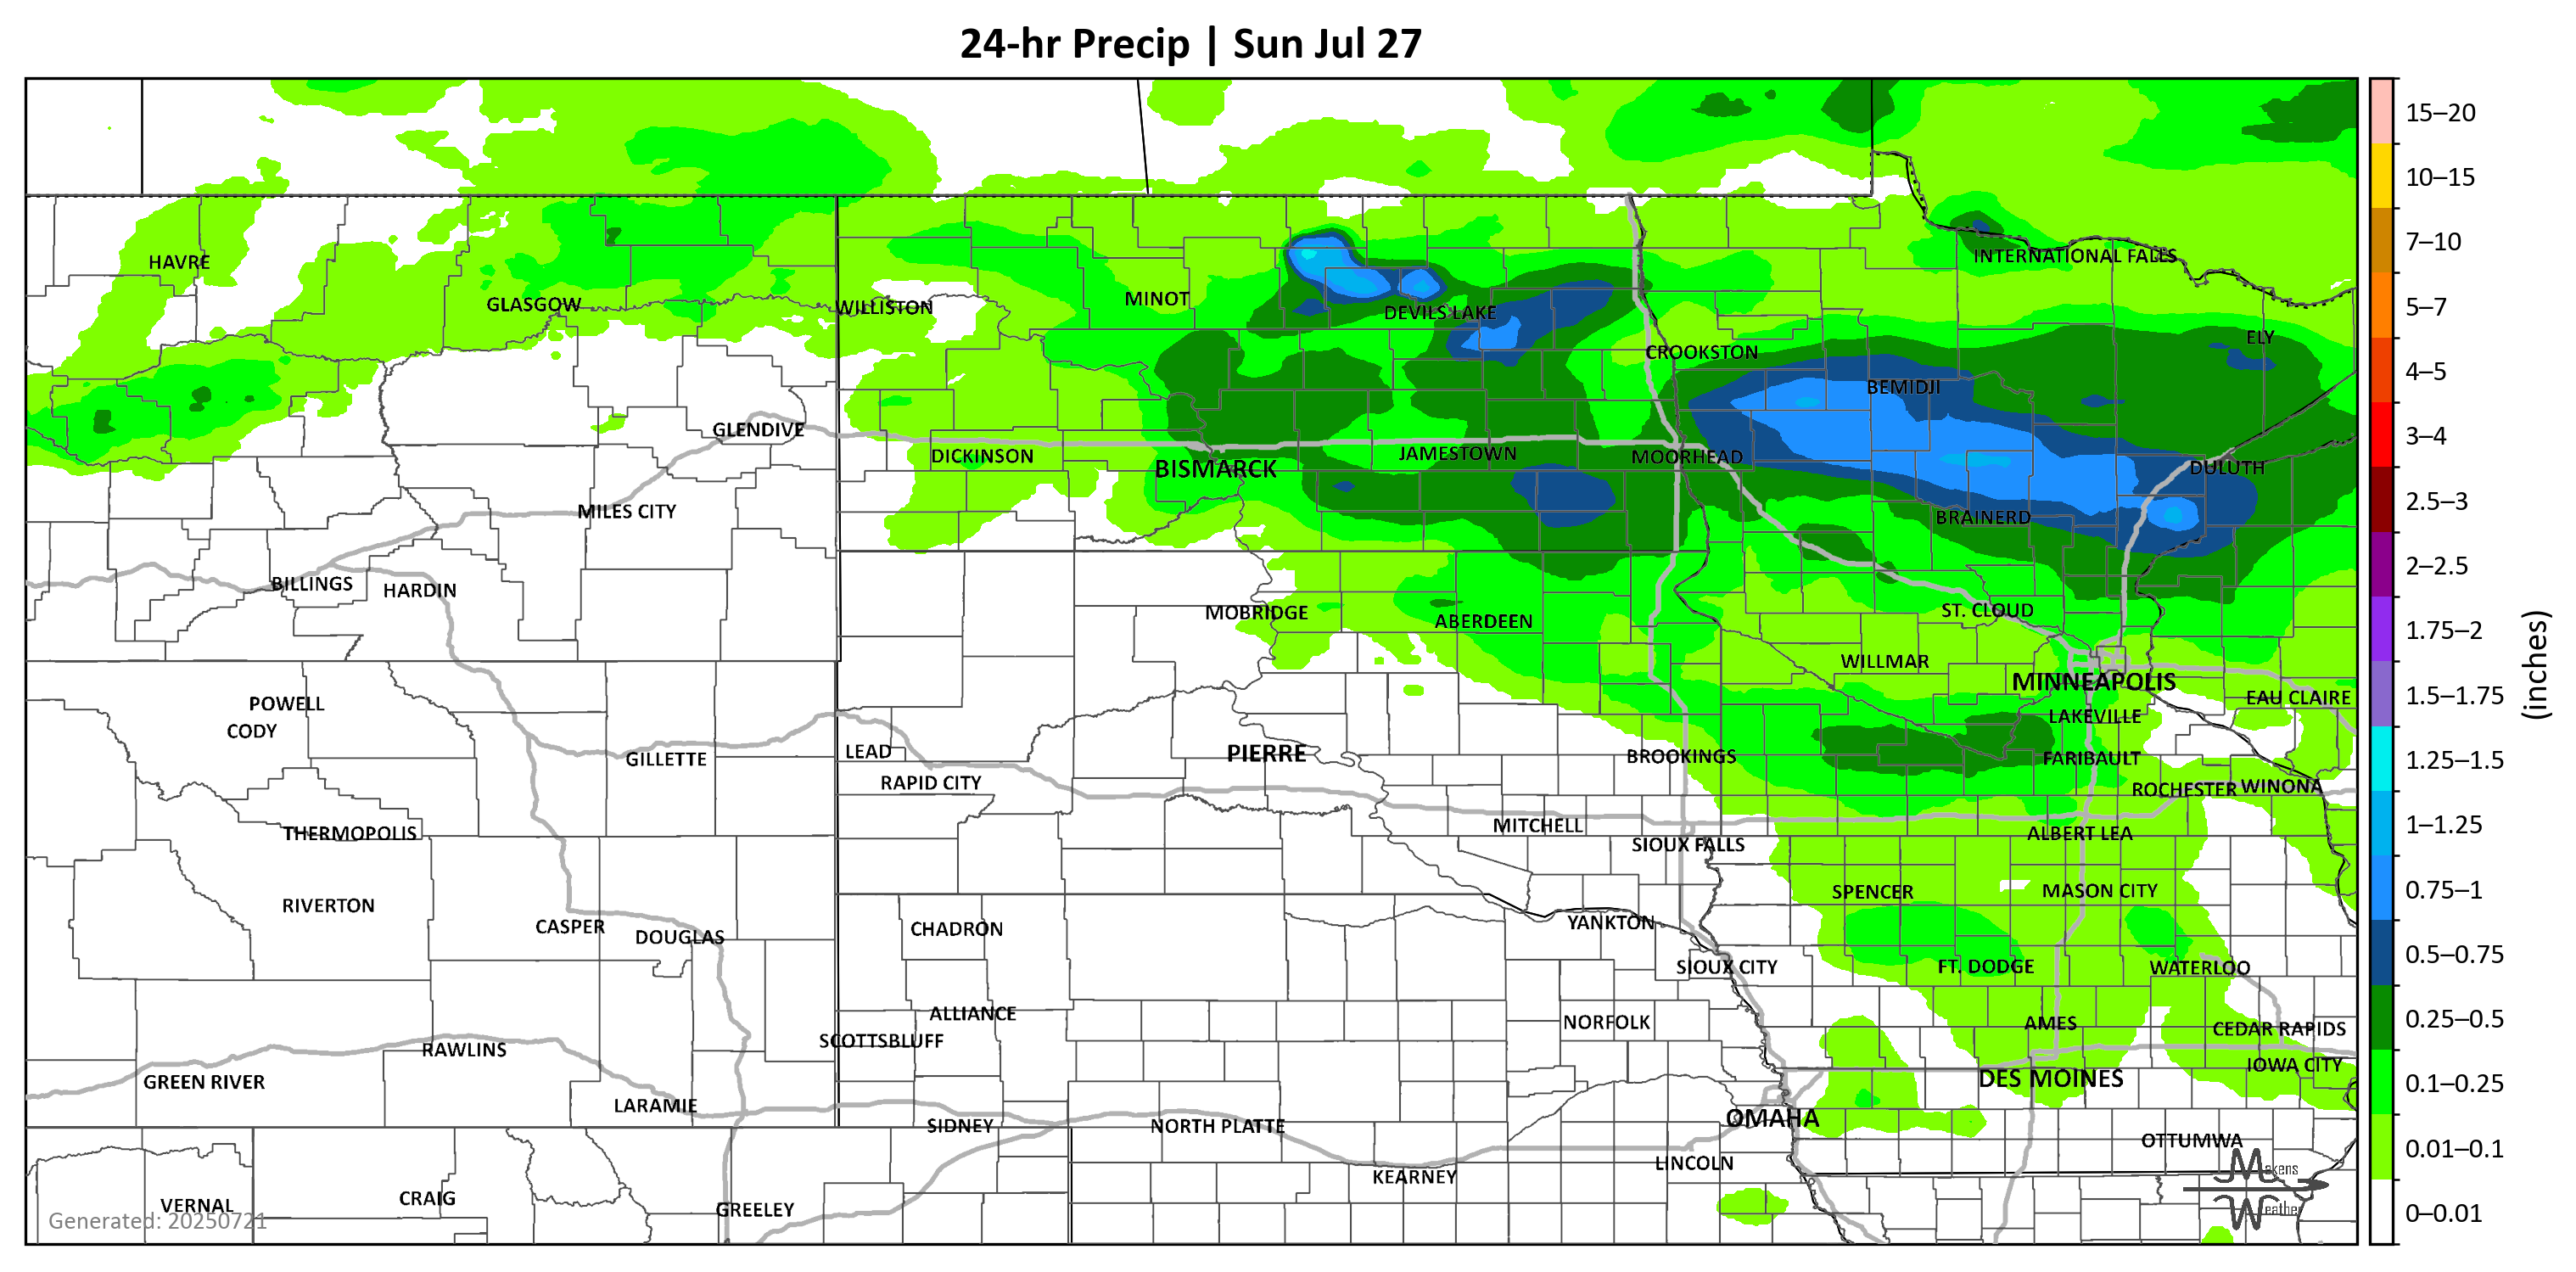 24-hr Precip | Sun Jul 27
15–20
10–15
7–10
5–7
4–5
3–4
2.5–3
2–2.5
1.75–2
1.5–1.75
1.25–1.5
1–1.25
0.75–1
0.5–0.75
0.25–0.5
0.1–0.25
0.01–0.1
0–0.01
(inches)
HAVRE
INTERNATIONAL FALLS
GLASGOW
WILLISTON
MINOT
DEVILS LAKE
ELY
CROOKSTON
BEMIDJI
GLENDIVE
DICKINSON
BISMARCK
JAMESTOWN
MOORHEAD
DULUTH
MILES CITY
BRAINERD
BILLINGS
HARDIN
MOBRIDGE
ABERDEEN
ST. CLOUD
WILLMAR
MINNEAPOLIS
POWELL
EAU CLAIRE
CODY
LAKEVILLE
GILLETTE
LEAD
PIERRE
BROOKINGS
FARIBAULT
RAPID CITY
ROCHESTER
WINONA
THERMOPOLIS
MITCHELL
ALBERT LEA
SIOUX FALLS
RIVERTON
SPENCER
MASON CITY
CASPER
DOUGLAS
CHADRON
YANKTON
SIOUX CITY
FT. DODGE
WATERLOO
ALLIANCE
NORFOLK
AMES
CEDAR RAPIDS
SCOTTSBLUFF
RAWLINS
IOWA CITY
GREEN RIVER
DES MOINES
LARAMIE
OMAHA
SIDNEY
NORTH PLATTE
OTTUMWA
LINCOLN
KEARNEY
VERNAL
CRAIG
GREELEY
Generated: 20250721
Makens
Weather